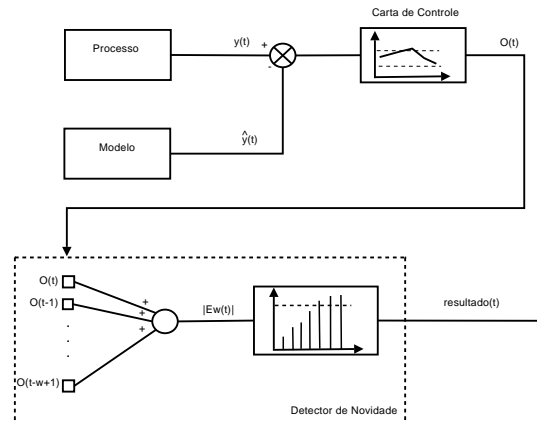 Carta de Controle
Processo
y(t)
+
O(t)
-
Modelo
ŷ(t)
O(t)
+
O(t-1)
+
+
|Ew(t)|
resultado(t)
.
.
.
O(t-w+1)
Detector de Novidade